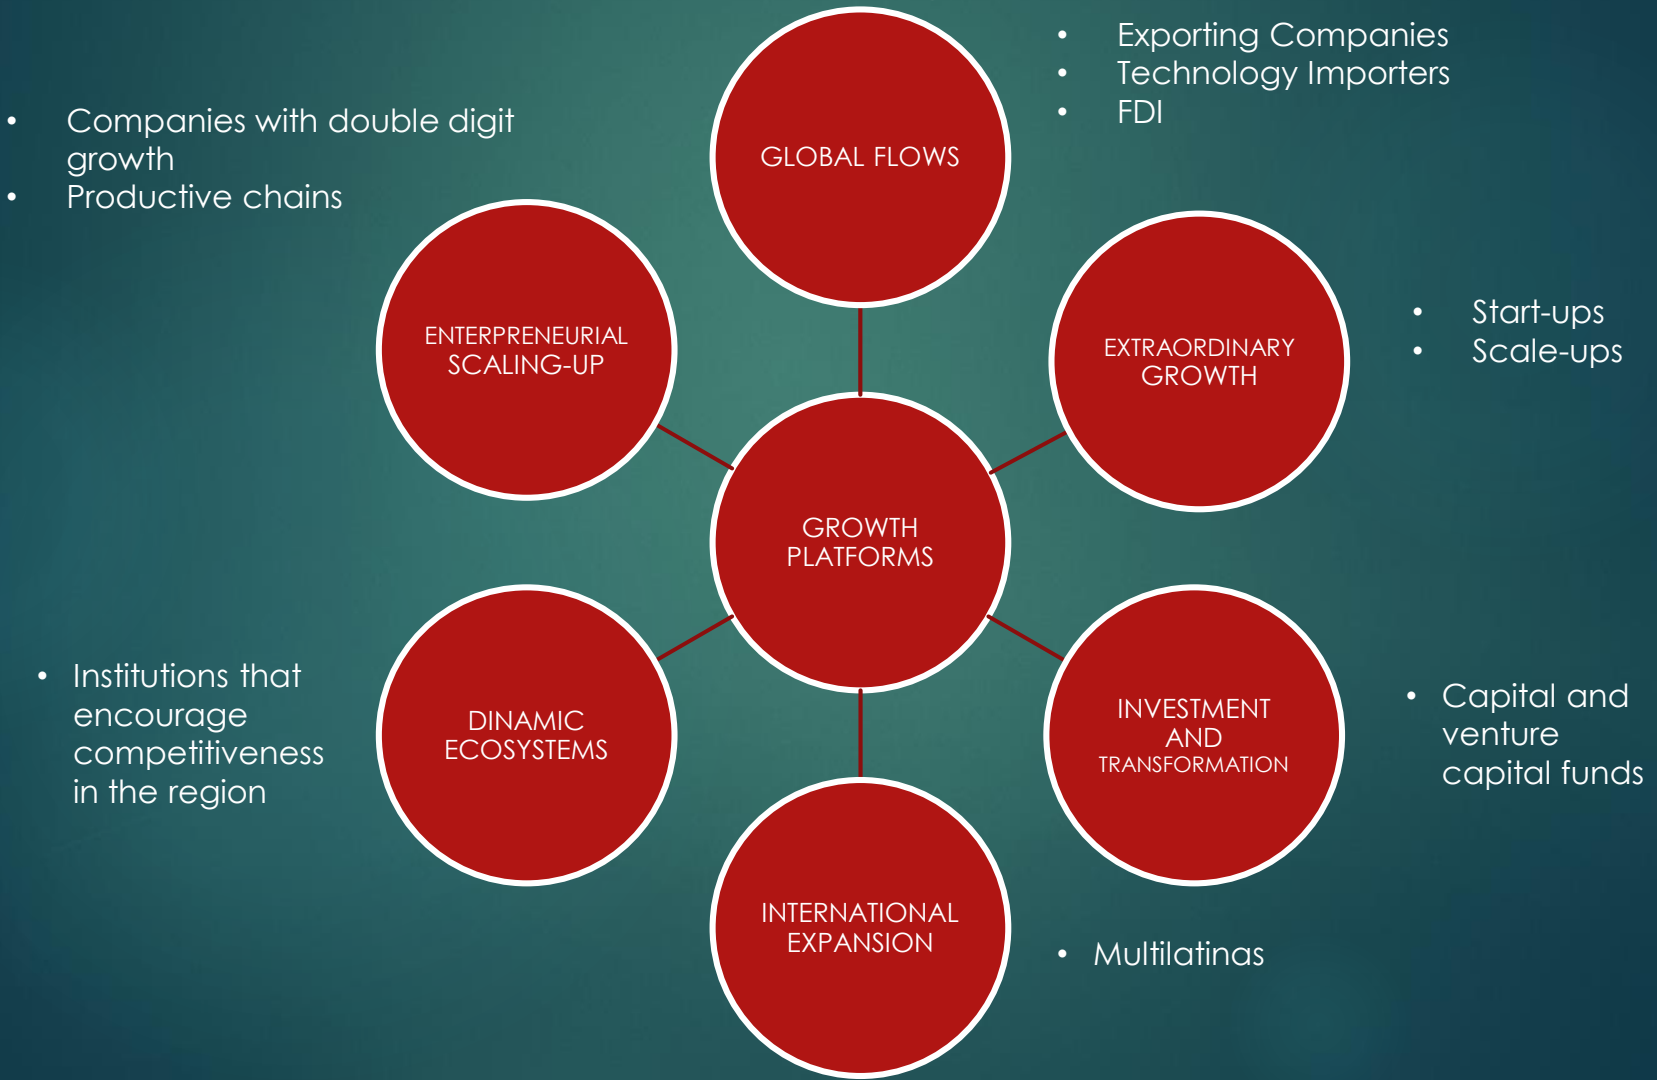 • Exporting Companies
• Technology Importers
• FDI
GLOBAL FLOWS
• Companies with double digit
growth
• Productive chains
ENTERPRENEURIAL
SCALING-UP
EXTRAORDINARY
GROWTH
• Start-ups
• Scale-ups
GROWTH
PLATFORMS
• Institutions that
encourage
competitiveness
in the region
DINAMIC
ECOSYSTEMS
INVESTMENT
AND
TRANSFORMATION
• Capital and
venture
capital funds
INTERNATIONAL
EXPANSION
• Multilatinas